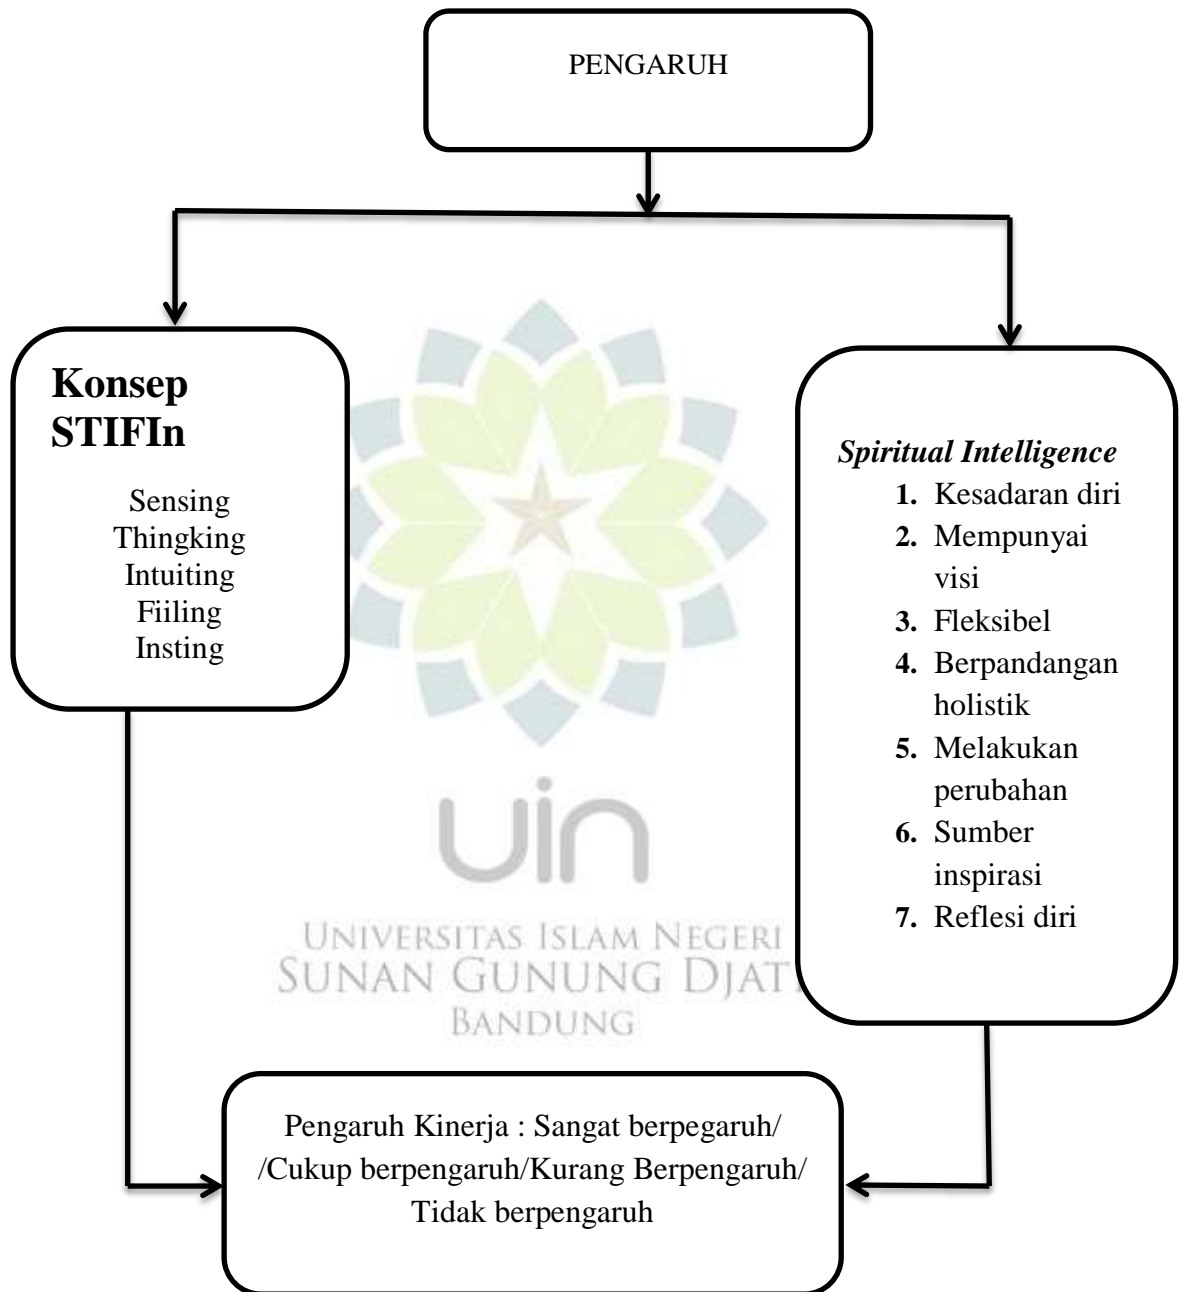 PENGARUH
Konsep
STIFIn
Sensing
Thingking
Intuiting
Fiiling
Insting
Spiritual Intelligence
1. Kesadaran diri
2. Mempunyai
visi
3. Fleksibel
4. Berpandangan
holistik
5. Melakukan
perubahan
6. Sumber
inspirasi
7. Reflesi diri
uin
UNIVERSITAS ISLAM NEGERI
SUNAN GUNUNG DJATI
BANDUNG
Pengaruh Kinerja : Sangat berpegaruh/
/Cukup berpengaruh/Kurang Berpengaruh/
Tidak berpengaruh